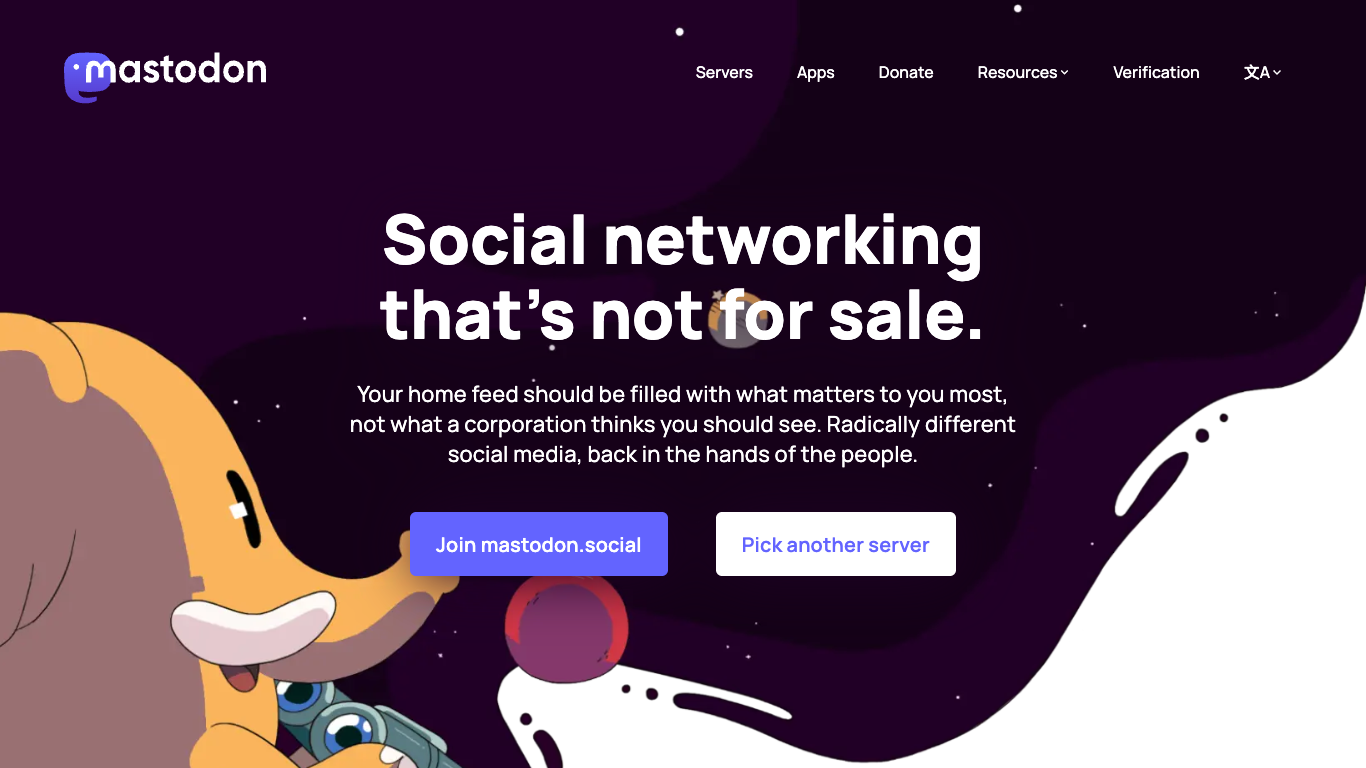 mastodon
Servers Apps Donate Resources Verification 文A
Social networking
that’s not for sale.
Your home feed should be filled with what matters to you most,
not what a corporation thinks you should see. Radically different
social media, back in the hands of the people.
Join mastodon.social
Pick another server